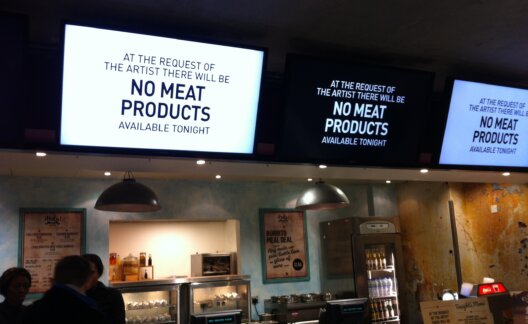 AT THE REQUEST OF
THE ARTIST THERE WILL BE
NO MEAT
PRODUCTS
AVAILABLE TONIGHT
AT THE REQUEST OF
THE ARTIST THERE WILL BE
NO MEAT
PRODUCTS
AVAILABLE TONIGHT
AT THE REQUEST OF
THE ARTIST THERE WILL BE
NO MEAT
PRODUCTS
AVAILABLE TONIGHT
BURRITO
MEAL DEAL